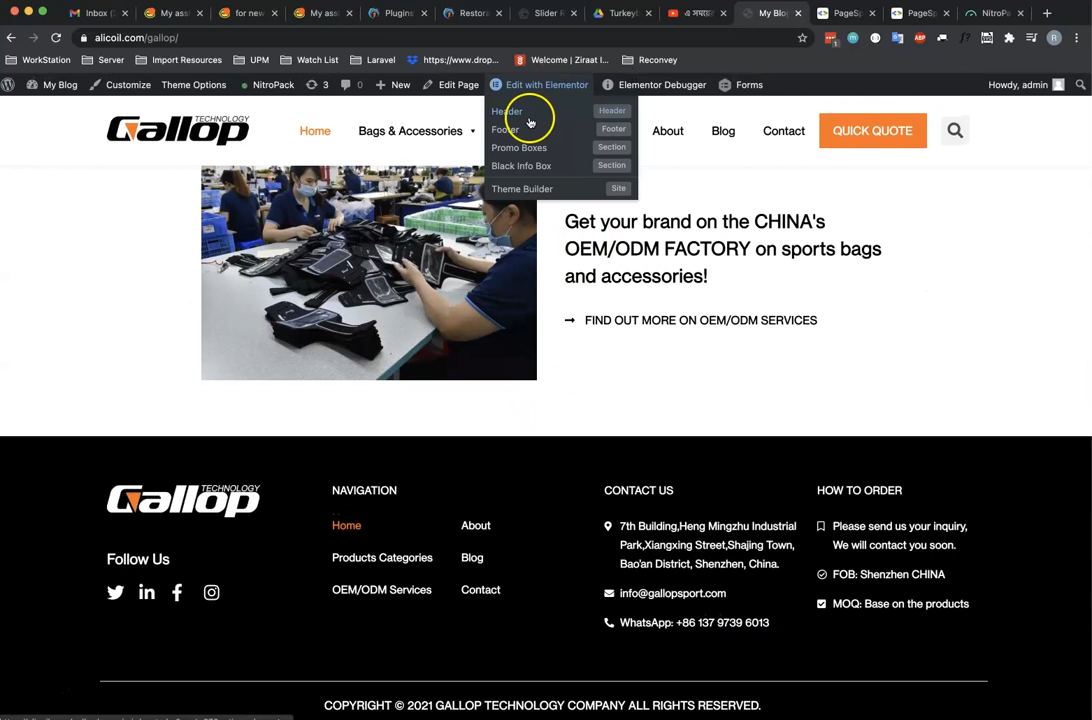 Inbox (
My ass
for new
My ass
Plugins
Restora
Slider R
Turkey
My Blo
PageSp
PageSp
NitroPa
alicoil.com/gallop/
WorkStation
Server
Import Resources
UPM
Watch List
Laravel
https://www.drop...
Welcome | Ziraat I...
Reconvey
My Blog
Customize
Theme Options
NitroPack
3
0
New
Edit Page
Edit with Elementor
Elementor Debugger
Forms
Howdy, admin
Header Header
Footer Footer
Promo Boxes Section
Black Info Box Section
Theme Builder Site
Gallop TECHNOLOGY
Home
Bags & Accessories
About
Blog
Contact
QUICK QUOTE
Get your brand on the CHINA's
OEM/ODM FACTORY on sports bags
and accessories!
FIND OUT MORE ON OEM/ODM SERVICES
Gallop TECHNOLOGY
Follow Us
NAVIGATION
Home
Products Categories
OEM/ODM Services
About
Blog
Contact
CONTACT US
7th Building,Heng Mingzhu Industrial
Park,Xiangxing Street,Shajing Town,
Bao'an District, Shenzhen, China.
info@gallopsport.com
WhatsApp: +86 137 9739 6013
HOW TO ORDER
Please send us your inquiry,
We will contact you soon.
FOB: Shenzhen CHINA
MOQ: Base on the products
COPYRIGHT © 2021 GALLOP TECHNOLOGY COMPANY ALL RIGHTS RESERVED.